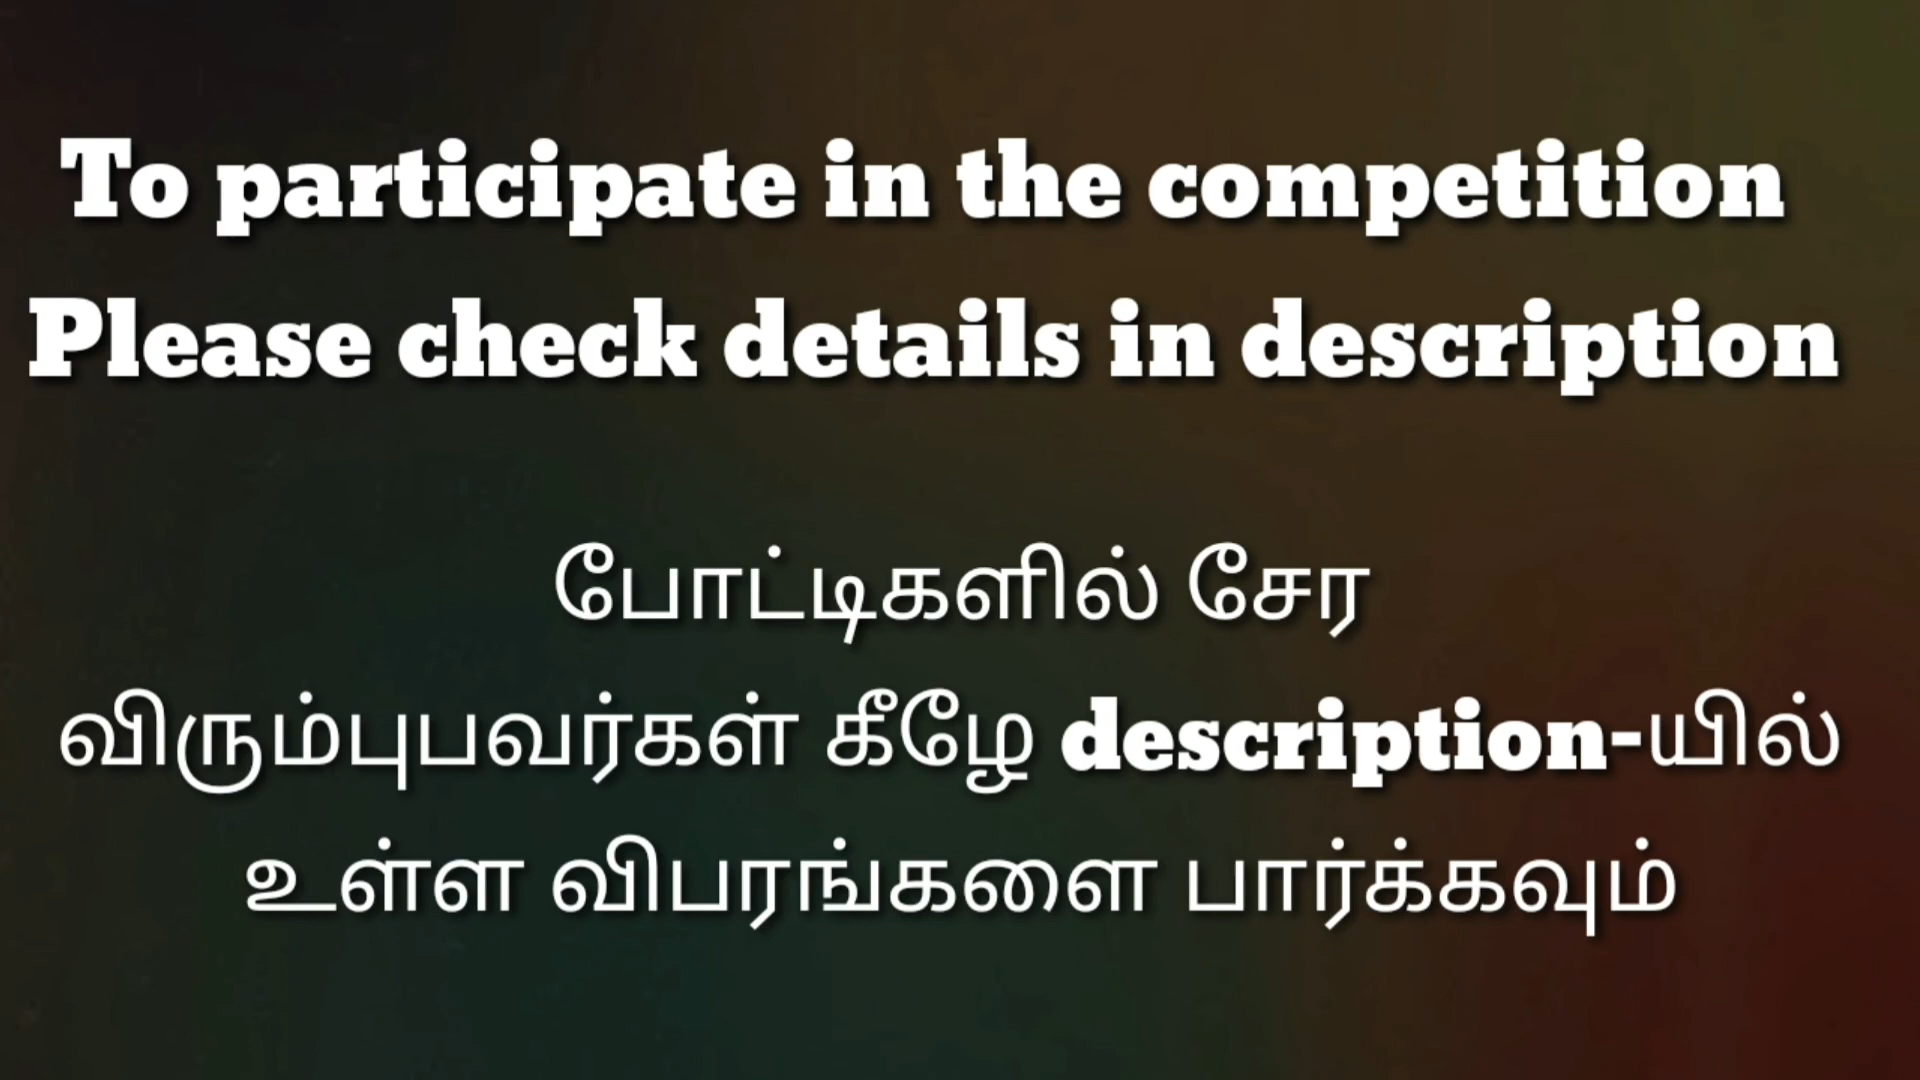 To participate in the competition
Please check details in description
போட்டிகளில் சேர
விரும்புபவர்கள் கீழே description-யில்
உள்ள விபரங்களை பார்க்கவும்